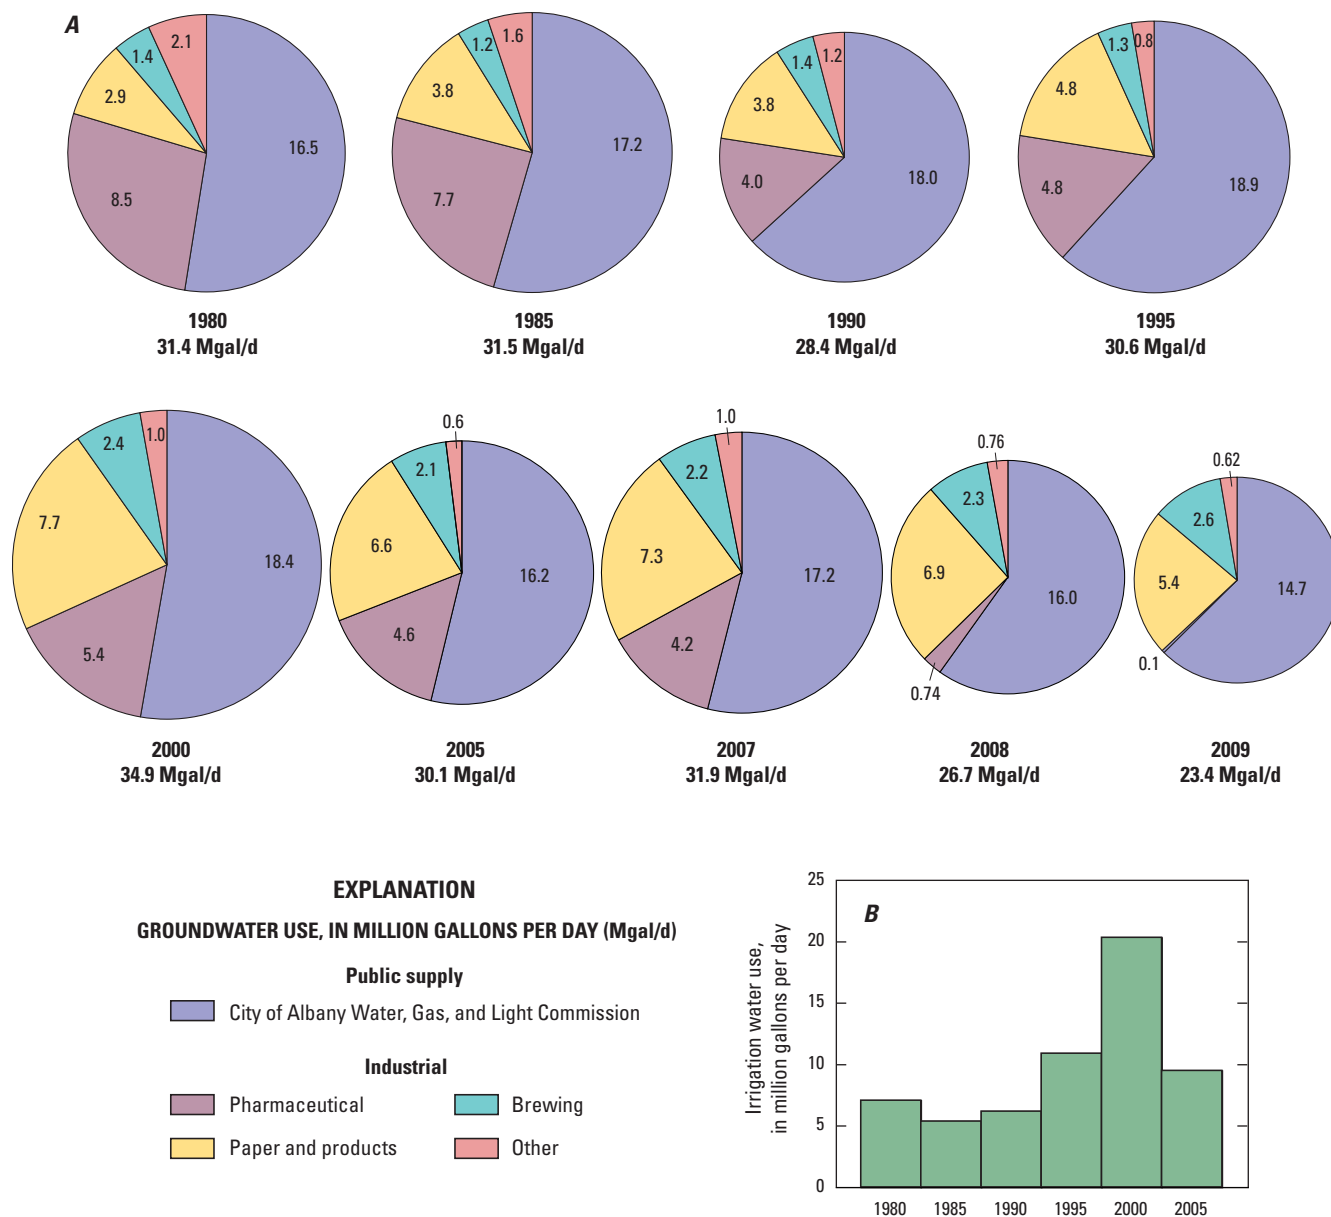 A
2.1
1.4
2.9
16.5
8.5
1980
31.4 Mgal/d
1.6
1.2
3.8
17.2
7.7
1985
31.5 Mgal/d
1.2
1.4
3.8
4.0
18.0
1990
28.4 Mgal/d
0.8
1.3
4.8
4.8
18.9
1995
30.6 Mgal/d
1.0
2.4
7.7
18.4
5.4
2000
34.9 Mgal/d
0.6
2.1
6.6
16.2
4.6
2005
30.1 Mgal/d
1.0
2.2
7.3
17.2
4.2
2007
31.9 Mgal/d
0.76
2.3
6.9
16.0
0.74
2008
26.7 Mgal/d
0.62
2.6
5.4
14.7
0.1
2009
23.4 Mgal/d
EXPLANATION
GROUNDWATER USE, IN MILLION GALLONS PER DAY (Mgal/d)
Public supply
City of Albany Water, Gas, and Light Commission
Industrial
Pharmaceutical
Brewing
Paper and products
Other
B
Irrigation water use,
in million gallons per day
25
20
15
10
5
0
1980 1985 1990 1995 2000 2005